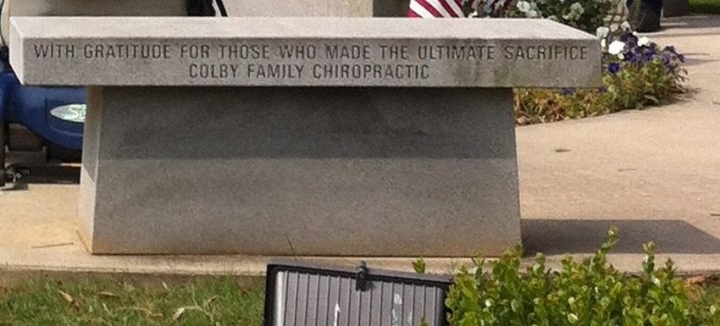 WITH GRATITUDE FOR THOSE WHO MADE THE ULTIMATE SACRIFICE
COLBY FAMILY CHIROPRACTIC